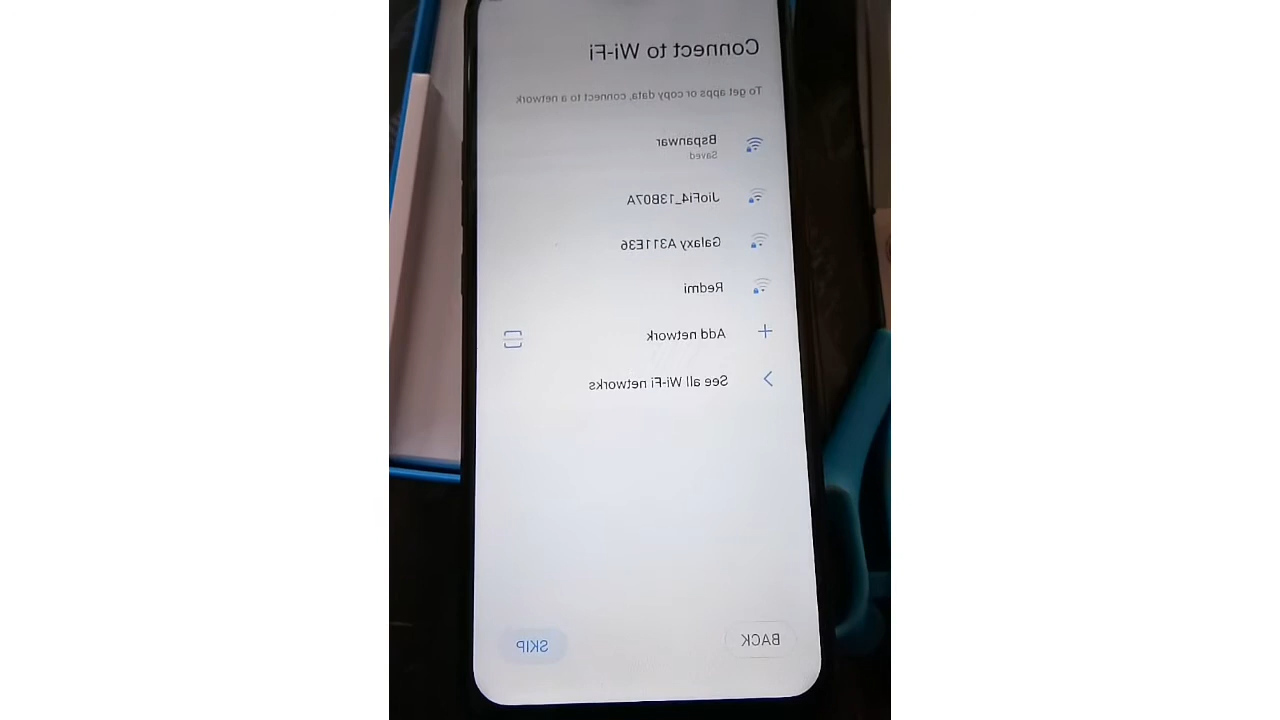 Connect to Wi-Fi
To get apps or copy data, connect to a network
Bspanwar
Saved
JioFi4_13B07A
Galaxy A311E36
Redmi
Add network
See all Wi-Fi networks
BACK
SKIP